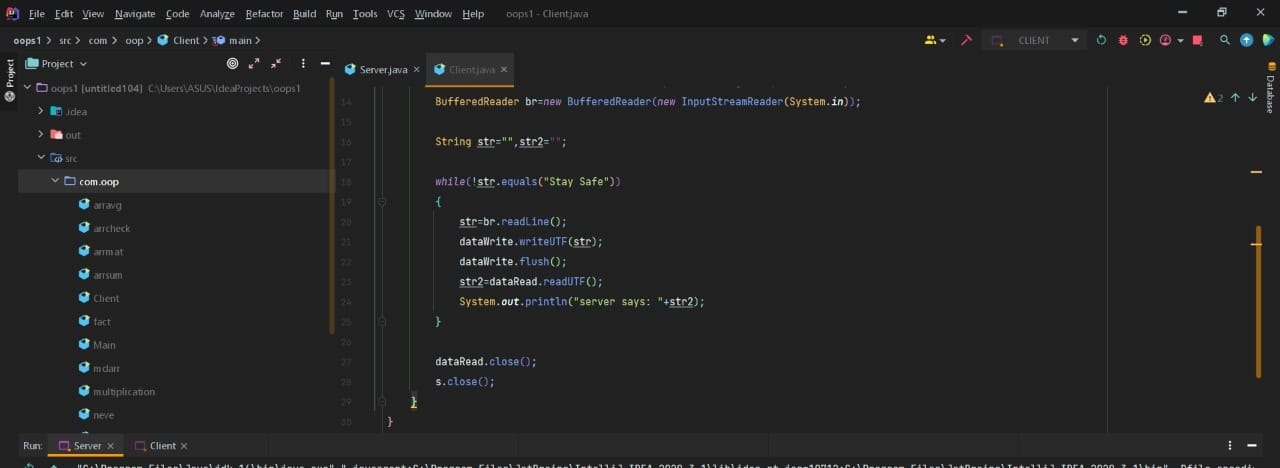 File Edit View Navigate Code Analyze Refactor Build Run Tools VCS Window Help oops1 - Client.java
oops1 > src > com > oop > Client > main > CLIENT
Project Server.java Client.java
oops1 [untitled104] C:\Users\ASUS\IdeaProjects\oops1
.idea
out
src
com.oop
arravg
arrcheck
arrmat
arrsum
Client
fact
Main
mdarr
multiplication
neve
14 BufferedReader br=new BufferedReader(new InputStreamReader(System.in));
15
16 String str="",str2="";
17
18 while(!str.equals("Stay Safe"))
19 {
20 str=br.readLine();
21 dataWrite.writeUTF(str);
22 dataWrite.flush();
23 str2=dataRead.readUTF();
24 System.out.println("server says: "+str2);
25 }
27 dataRead.close();
28 s.close();
29 }
30 }
2
Project
Database
Run: Server Client